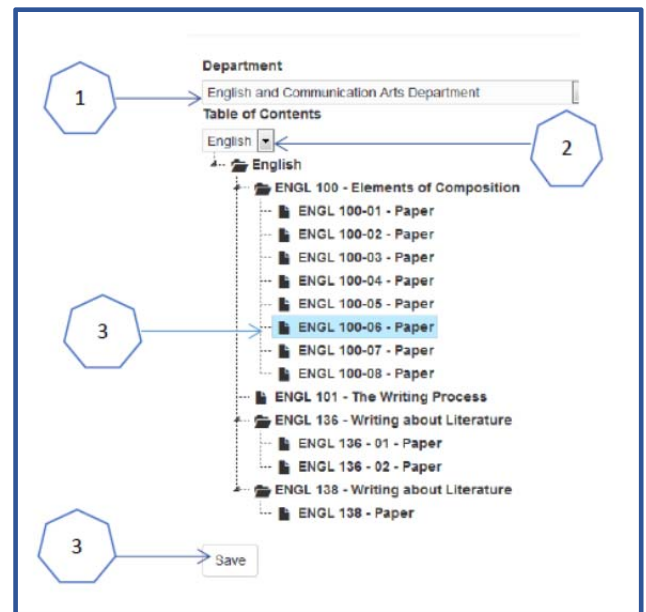 Department
1
English and Communication Arts Department
Table of Contents
English
2
English
ENGL 100 - Elements of Composition
ENGL 100-01 - Paper
ENGL 100-02 - Paper
ENGL 100-03 - Paper
ENGL 100-04 - Paper
ENGL 100-05 - Paper
3
ENGL 100-06 - Paper
ENGL 100-07 - Paper
ENGL 100-08 - Paper
ENGL 101 - The Writing Process
ENGL 136 - Writing about Literature
ENGL 136 - 01 - Paper
ENGL 136 - 02 - Paper
ENGL 138 - Writing about Literature
ENGL 138 - Paper
3
Save